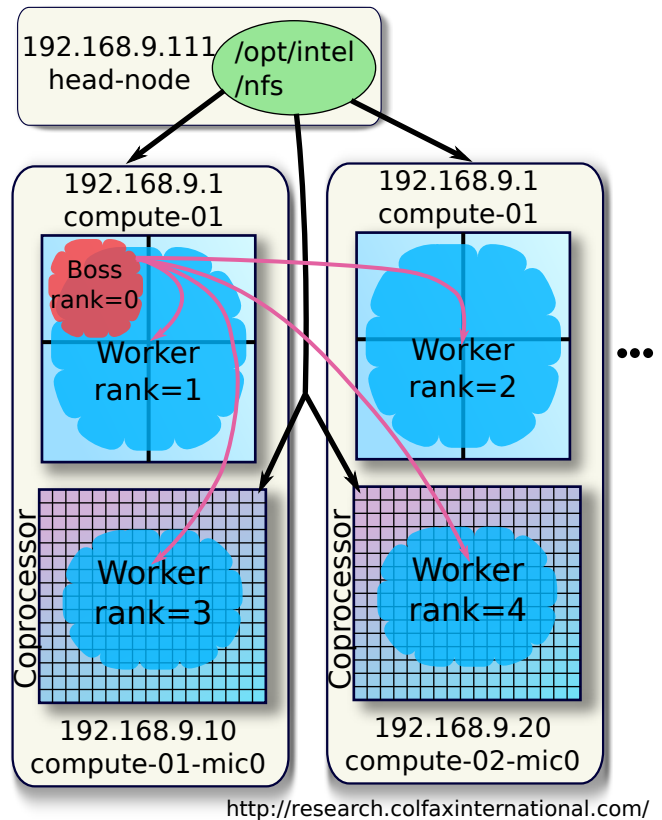 192.168.9.111
head-node
/opt/intel
/nfs
192.168.9.1
compute-01
Boss
rank=0
Worker
rank=1
Coprocessor
Worker
rank=3
192.168.9.10
compute-01-mic0
192.168.9.1
compute-01
Worker
rank=2
Coprocessor
Worker
rank=4
192.168.9.20
compute-02-mic0
•••
http://research.colfaxinternational.com/